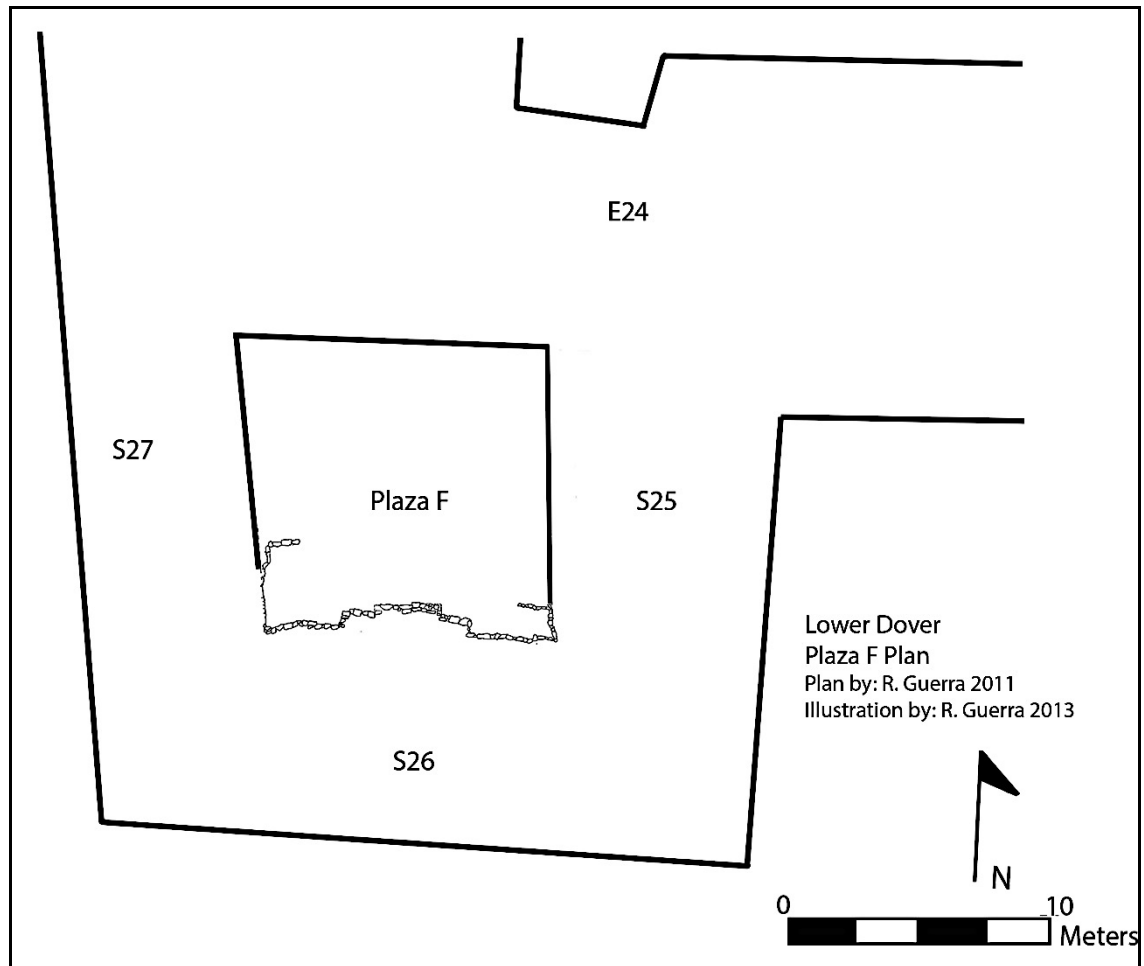 E24
S27
Plaza F
S25
S26
Lower Dover
Plaza F Plan
Plan by: R. Guerra 2011
Illustration by: R. Guerra 2013
N
0 10
Meters